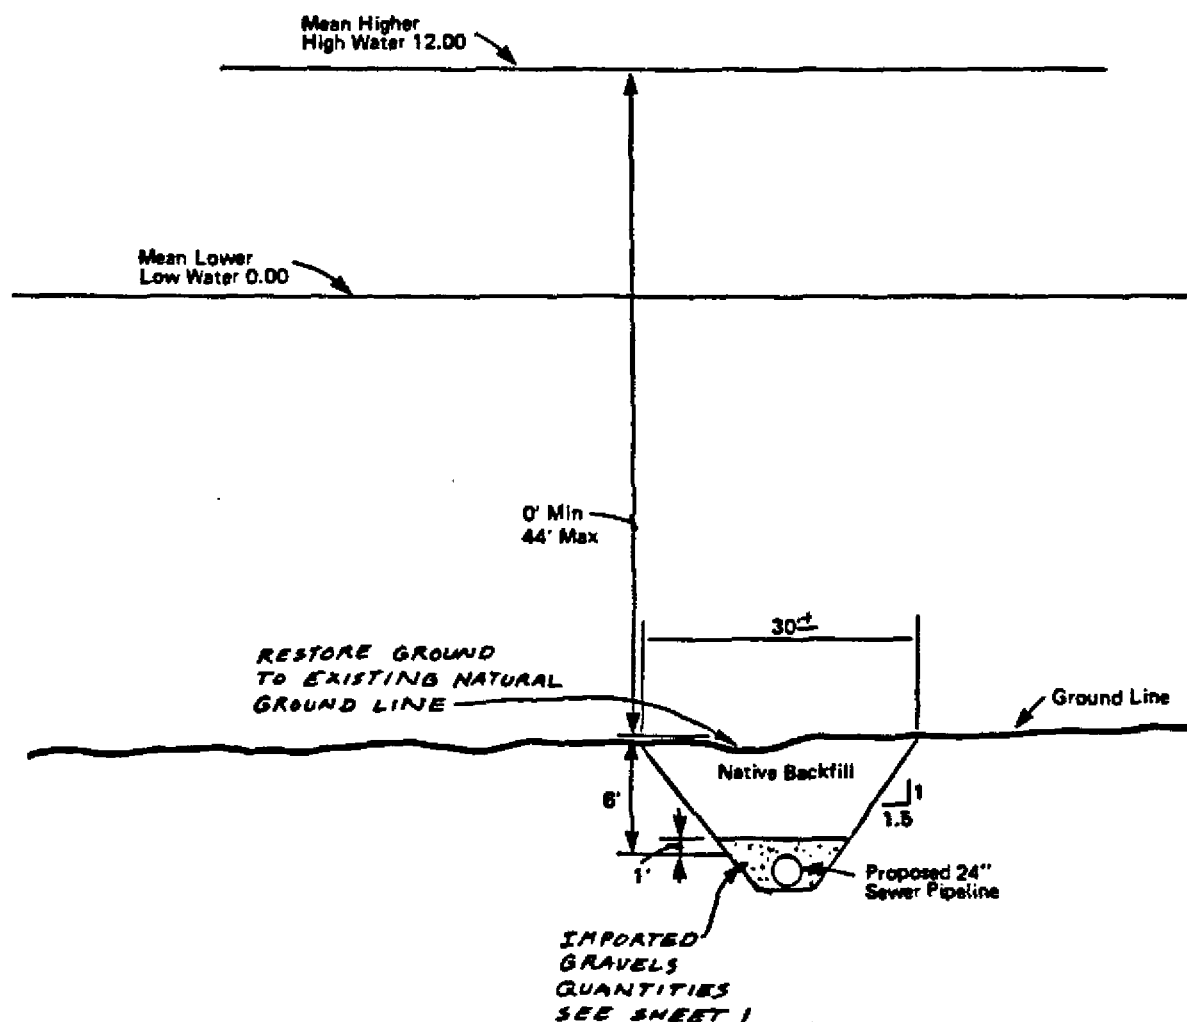 Mean Higher
High Water 12.00
Mean Lower
Low Water 0.00
0' Min
44' Max
30'±
RESTORE GROUND
TO EXISTING NATURAL
GROUND LINE
Ground Line
Native Backfill
6'
1
1.5
1'
Proposed 24"
Sewer Pipeline
IMPORTED
GRAVELS
QUANTITIES
SEE SHEET 1